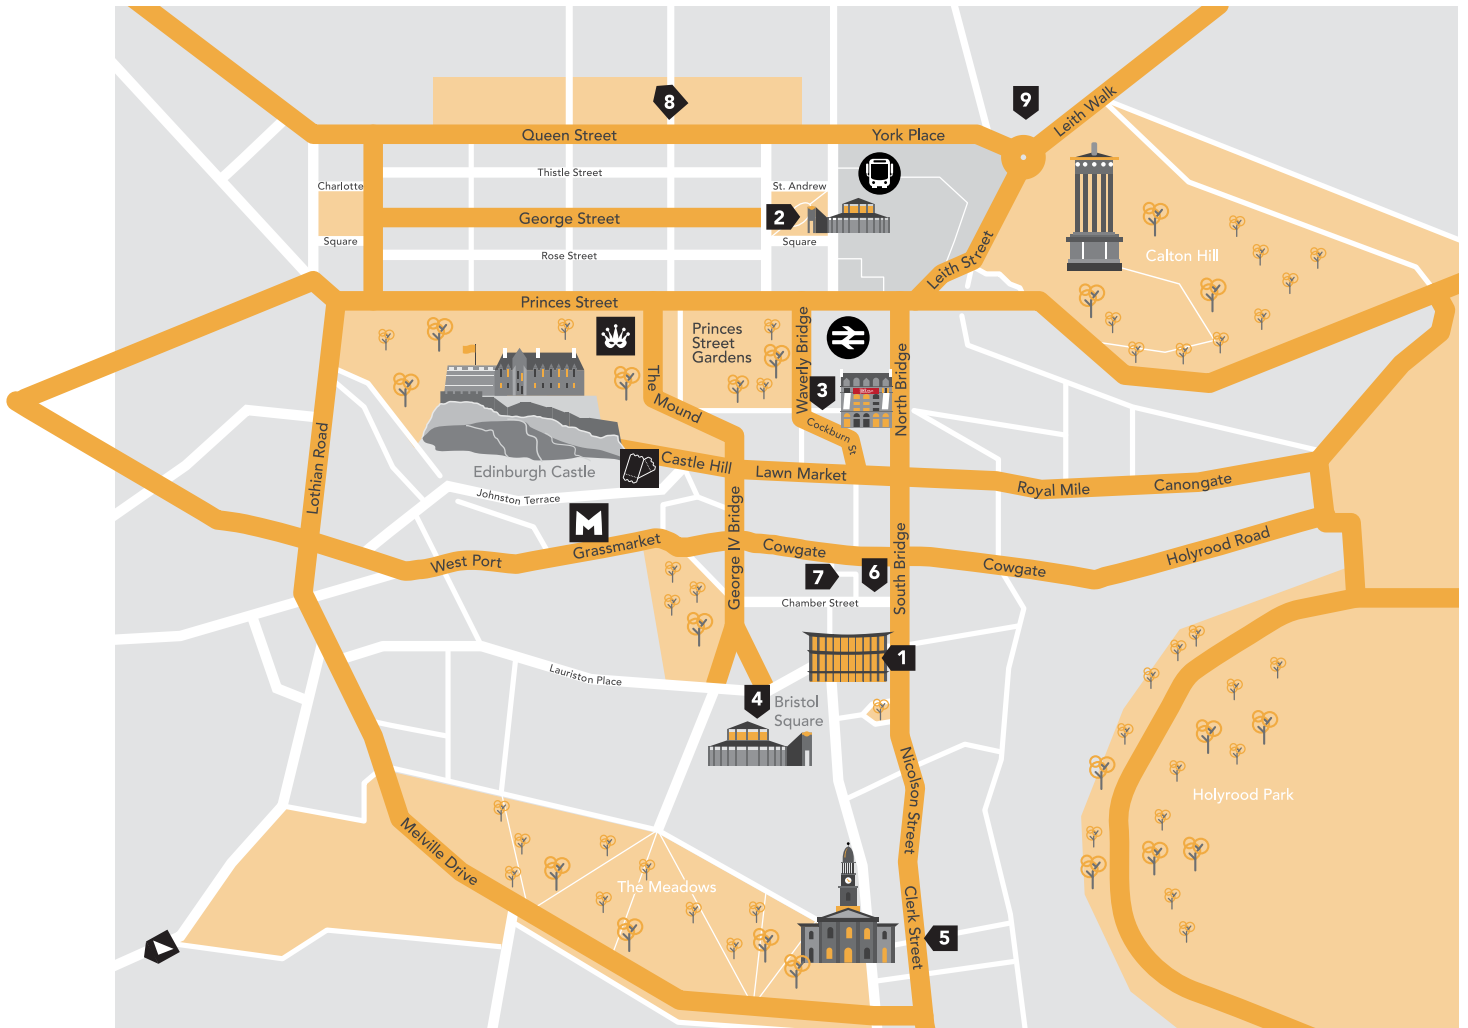 8
9
Leith Walk
Queen Street
York Place
Thistle Street
Charlotte
St. Andrew
2
George Street
Square
Square
Rose Street
Leith Street
Calton Hill
Princes Street
Princes
Street
Gardens
Waverly Bridge
North Bridge
The
Mound
3
Cockburn St.
Edinburgh Castle
Castle Hill
Lawn Market
Royal Mile
Canongate
Lothian Road
Johnston Terrace
M
George IV Bridge
West Port
Grassmarket
Cowgate
South Bridge
Cowgate
Holyrood Road
7
6
Chamber Street
1
Lauriston Place
4
Bristol
Square
Nicolson Street
Holyrood Park
Melville Drive
The Meadows
Clerk Street
5